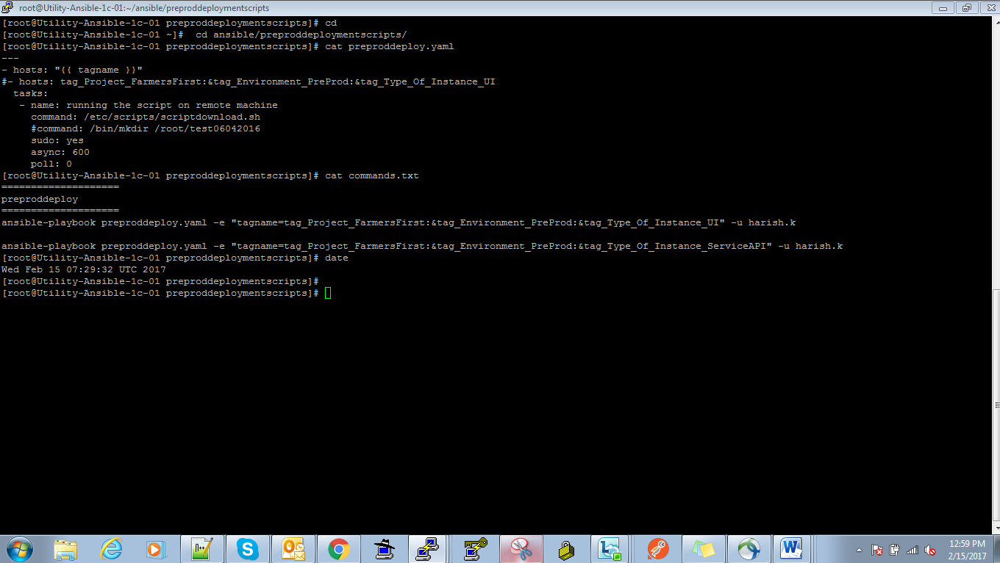 root@Utility-Ansible-1c-01:~/ansible/preproddeploymentscripts
[root@Utility-Ansible-1c-01 preproddeploymentscripts]# cd
[root@Utility-Ansible-1c-01 ~]#  cd ansible/preproddeploymentscripts/
[root@Utility-Ansible-1c-01 preproddeploymentscripts]# cat preproddeploy.yaml
---
- hosts: "{{ tagname }}"
#- hosts: tag_Project_FarmersFirst:&tag_Environment_PreProd:&tag_Type_Of_Instance_UI
  tasks:
   - name: running the script on remote machine
     command: /etc/scripts/scriptdownload.sh
     #command: /bin/mkdir /root/test06042016
     sudo: yes
     async: 600
     poll: 0
[root@Utility-Ansible-1c-01 preproddeploymentscripts]# cat commands.txt
====================
preproddeploy
====================
ansible-playbook preproddeploy.yaml -e "tagname=tag_Project_FarmersFirst:&tag_Environment_PreProd:&tag_Type_Of_Instance_UI" -u harish.k
ansible-playbook preproddeploy.yaml -e "tagname=tag_Project_FarmersFirst:&tag_Environment_PreProd:&tag_Type_Of_Instance_ServiceAPI" -u harish.k
[root@Utility-Ansible-1c-01 preproddeploymentscripts]# date
Wed Feb 15 07:29:32 UTC 2017
[root@Utility-Ansible-1c-01 preproddeploymentscripts]#
[root@Utility-Ansible-1c-01 preproddeploymentscripts]#
12:59 PM
2/15/2017